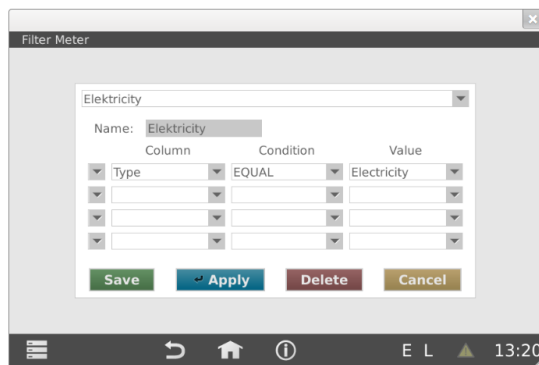 Filter Meter
Elektricity
Name: Elektricity
Column Condition Value
Type EQUAL Electricity
Save Apply Delete Cancel
E L 13:20